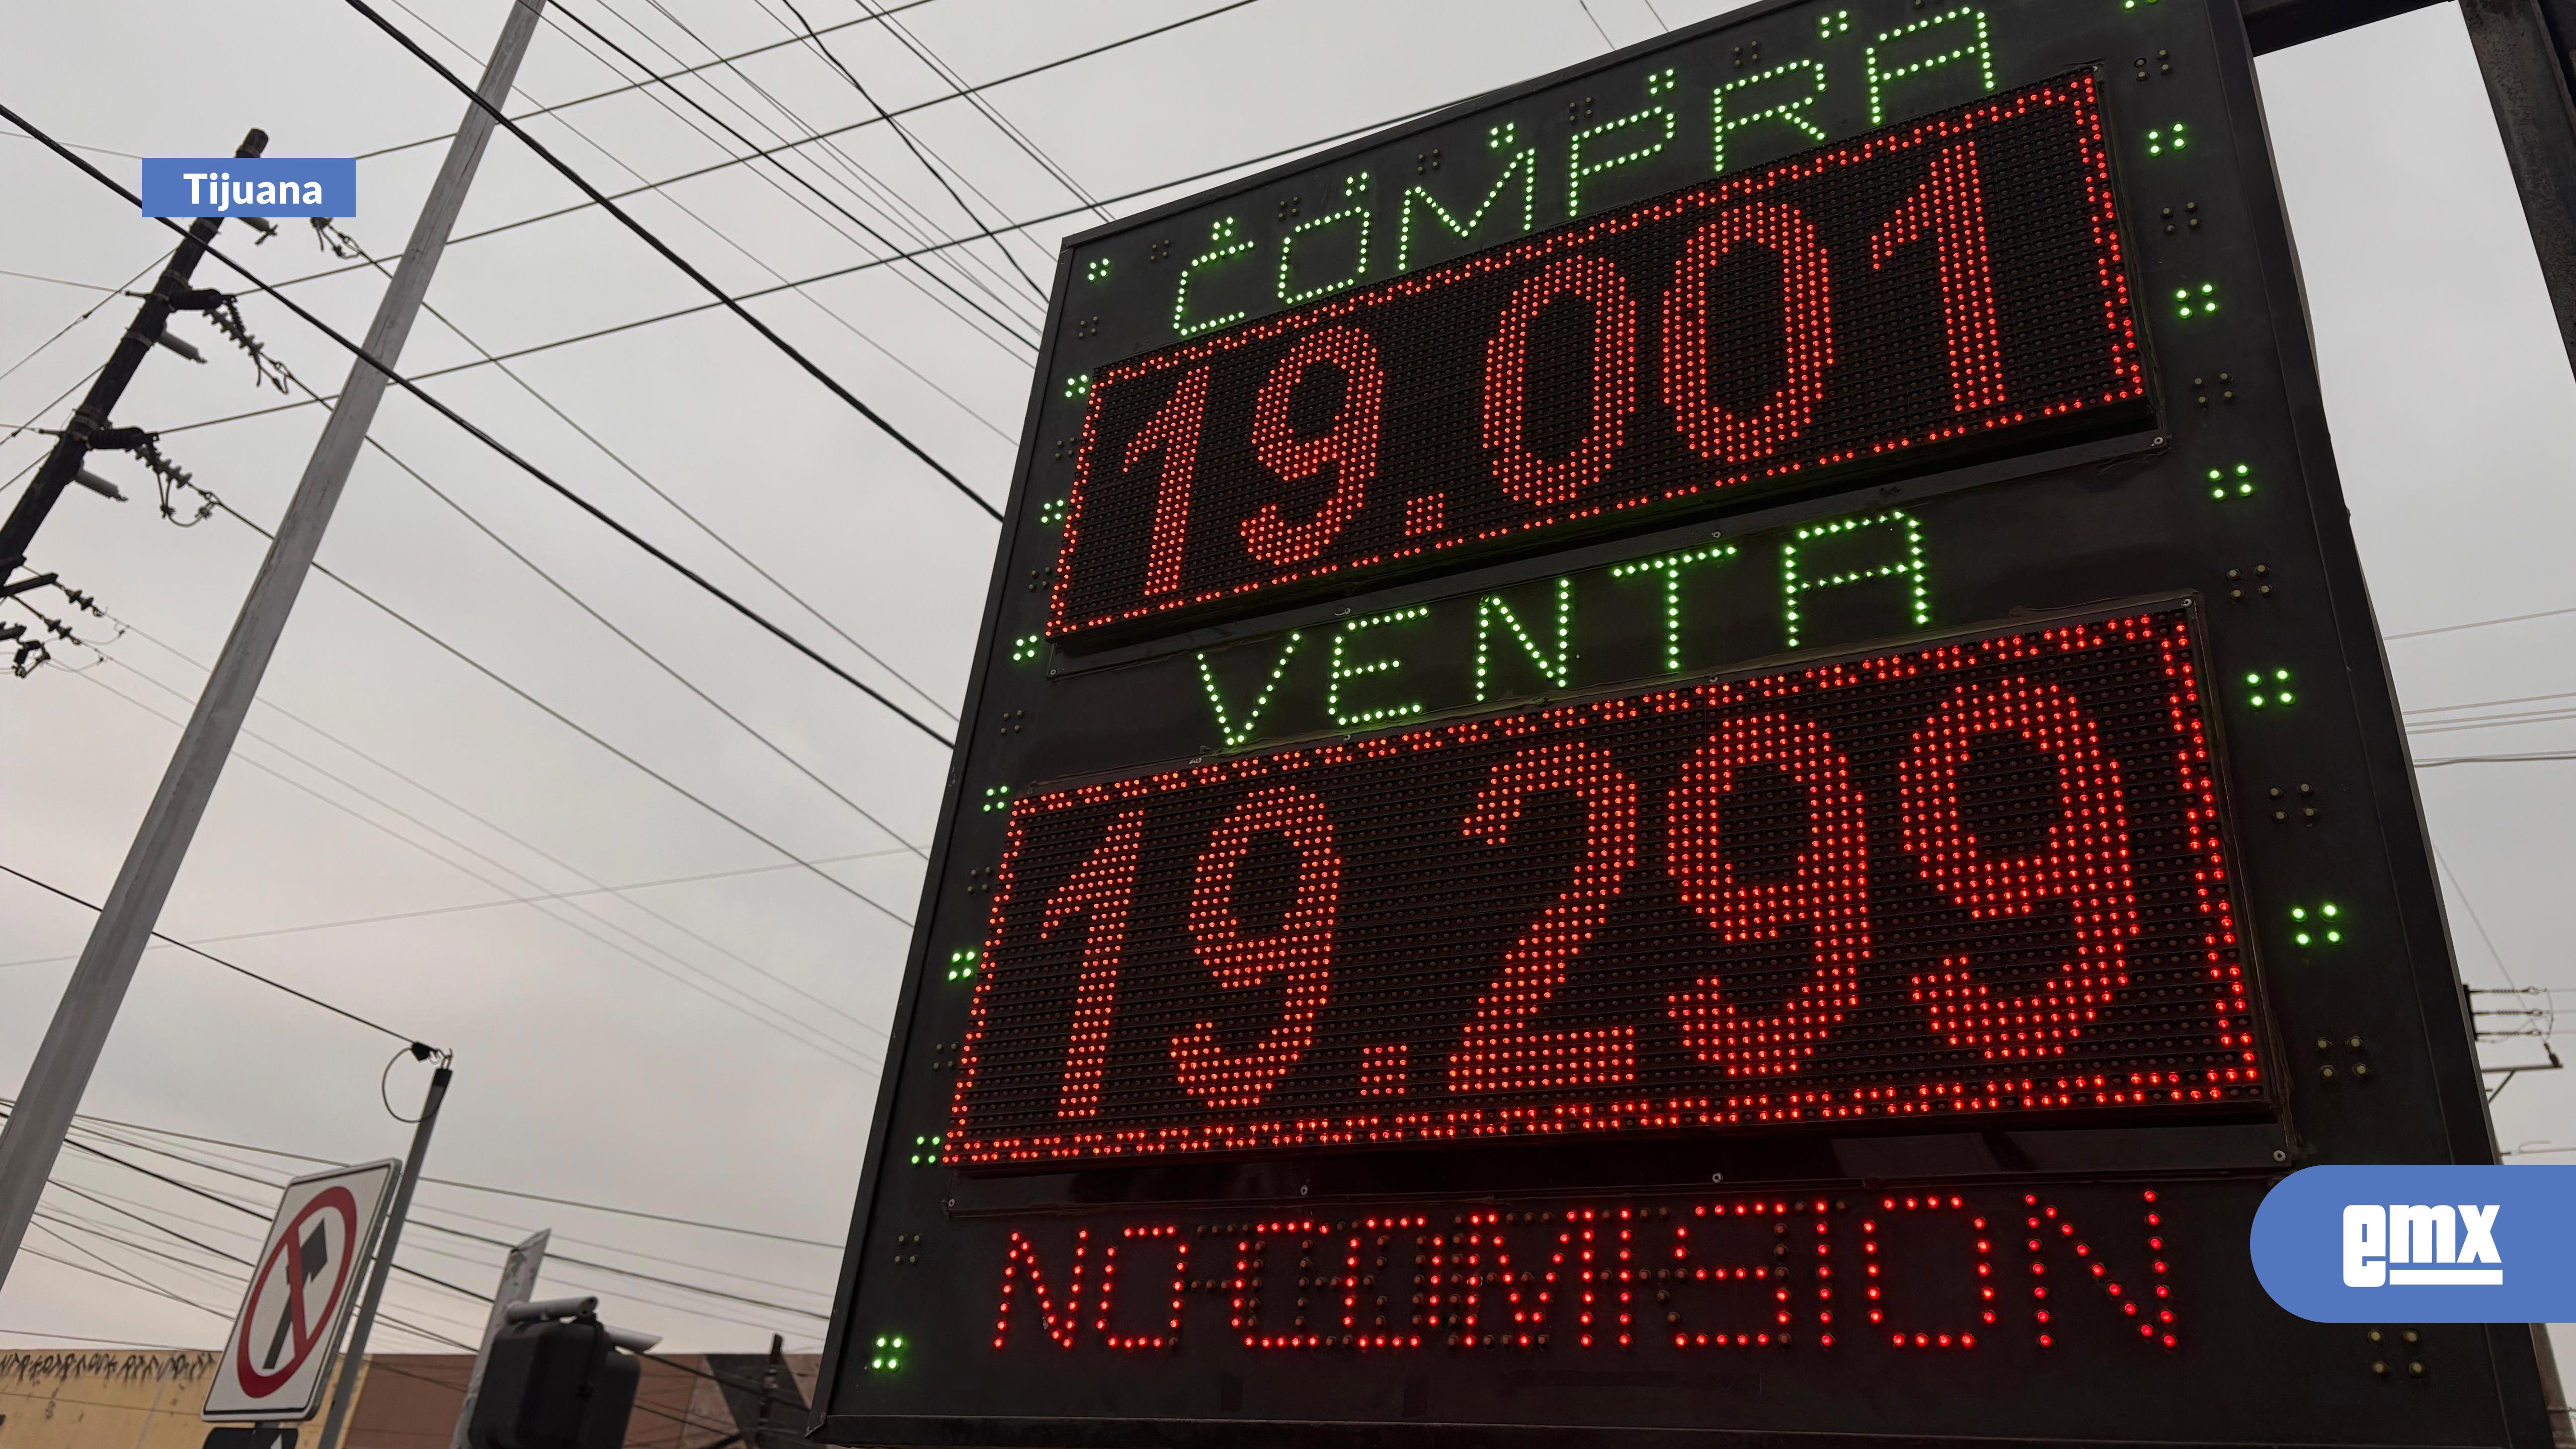 Tijuana
COMPRA
19.001
VENTA
19.299
NO COMISION
emx